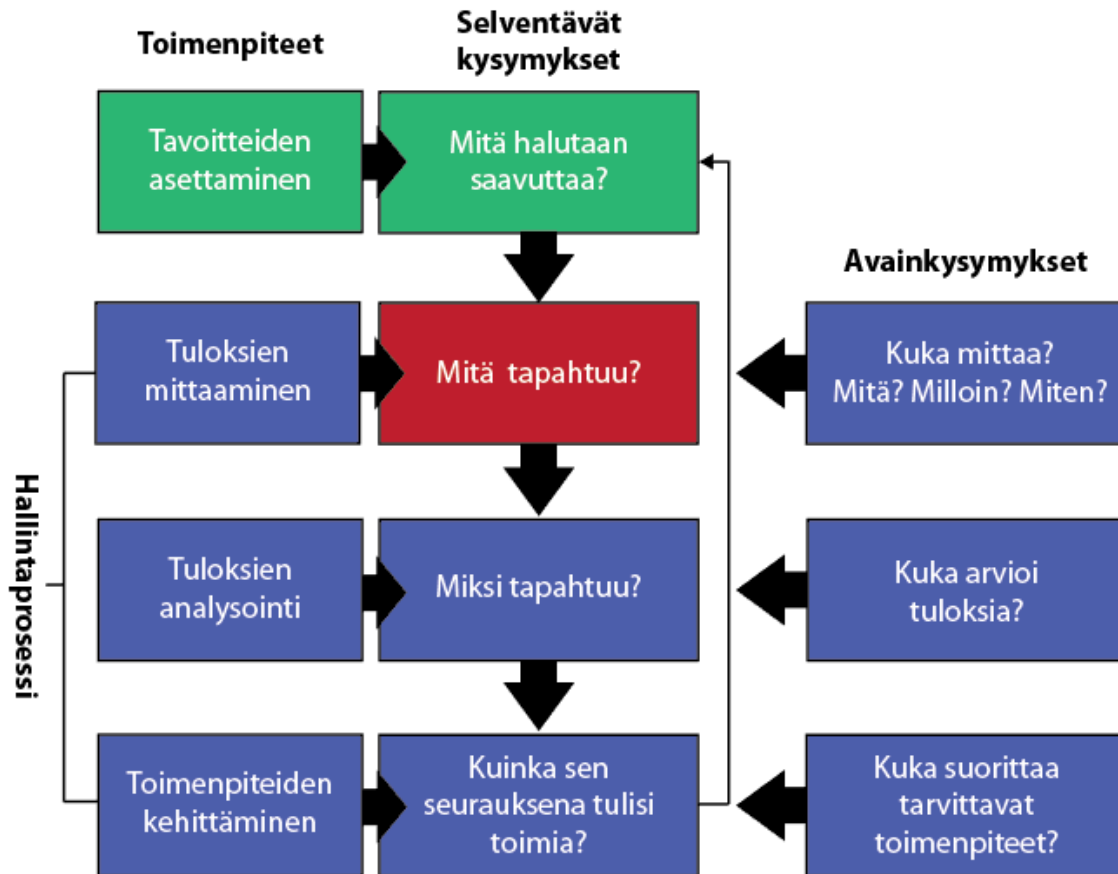 Toimenpiteet
Selventävät
kysymykset
Tavoitteiden
asettaminen
Mitä halutaan
saavuttaa?
Avainkysymykset
Tuloksien
mittaaminen
Mitä tapahtuu?
Kuka mittaa?
Mitä? Milloin? Miten?
Hallintaprosessi
Tuloksien
analysointi
Miksi tapahtuu?
Kuka arvioi
tuloksia?
Toimenpiteiden
kehittäminen
Kuinka sen
seurauksena tulisi
toimia?
Kuka suorittaa
tarvittavat
toimenpiteet?